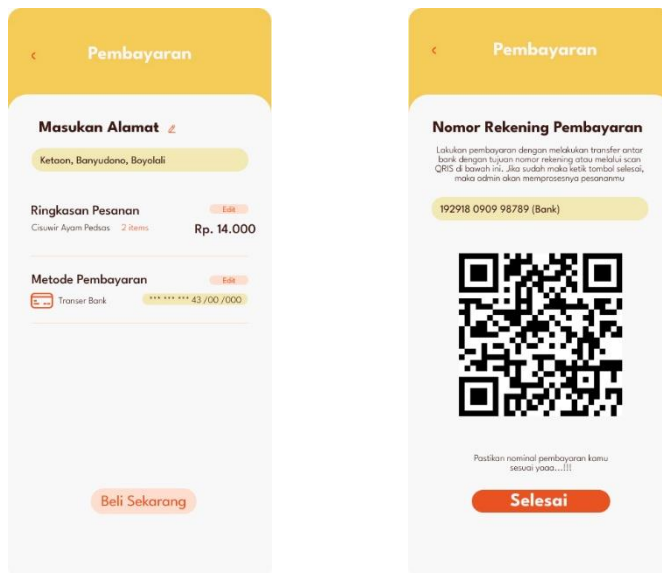 Pembayaran
Masukan Alamat
Ketaon, Banyudono, Boyolali
Ringkasan Pesanan
Edit
Cisuwir Ayam Pedsas 2 items
Rp. 14.000
Metode Pembayaran
Edit
Transer Bank
*** *** *** 43 /00 /000
Beli Sekarang
Pembayaran
Nomor Rekening Pembayaran
Lakukan pembayaran dengan melakukan transfer antar
bank dengan tujuan nomor rekening atau melalui scan
QRIS di bawah ini. Jika sudah maka ketik tombol selesai,
maka admin akan memprosesnya pesananmu
192918 0909 98789 (Bank)
Pastikan nominal pembayaran kamu
sesuai yaaa...!!!
Selesai